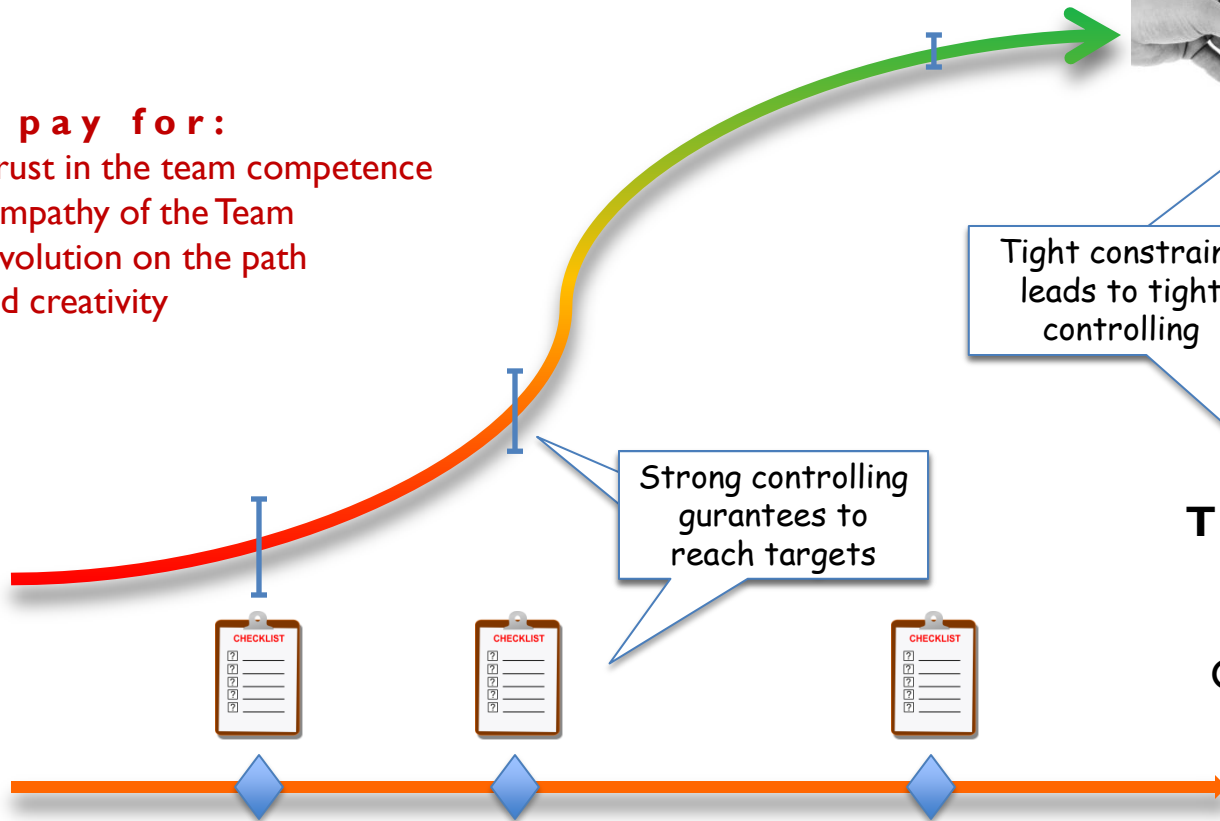 pay for:
rust in the team competence
mpathy of the Team
volution on the path
d creativity
Tight constrain
leads to tight
controlling
Strong controlling
gurantees to
reach targets
T
CHECKLIST
?
?
?
?
?
CHECKLIST
?
?
?
?
?
CHECKLIST
?
?
?
?
?